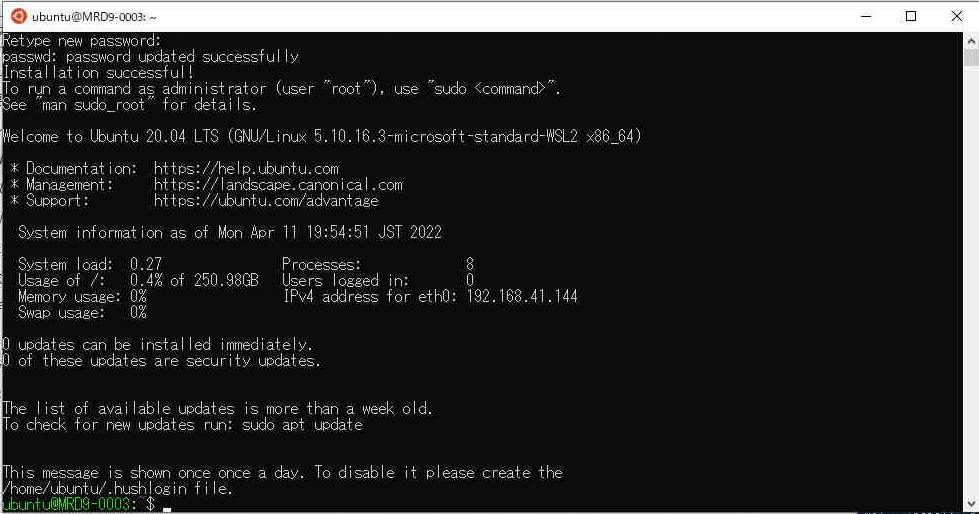 ubuntu@MRD9-0003: ~
Retype new password:
passwd: password updated successfully
Installation successful!
To run a command as administrator (user "root"), use "sudo <command>".
See "man sudo_root" for details.
Welcome to Ubuntu 20.04 LTS (GNU/Linux 5.10.16.3-microsoft-standard-WSL2 x86_64)
* Documentation:  https://help.ubuntu.com
* Management:     https://landscape.canonical.com
* Support:        https://ubuntu.com/advantage
System information as of Mon Apr 11 19:54:51 JST 2022
System load:  0.27               Processes:             8
Usage of /:   0.4% of 250.98GB   Users logged in:       0
Memory usage: 0%                 IPv4 address for eth0: 192.168.41.144
Swap usage:   0%
0 updates can be installed immediately.
0 of these updates are security updates.
The list of available updates is more than a week old.
To check for new updates run: sudo apt update
This message is shown once once a day. To disable it please create the
/home/ubuntu/.hushlogin file.
ubuntu@MRD9-0003:~$